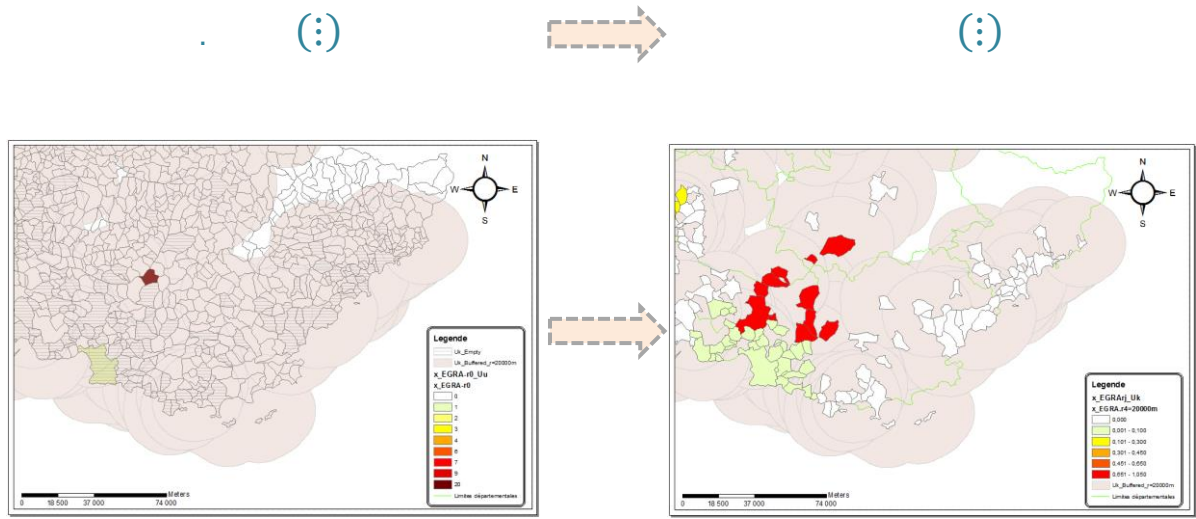 . (:)
(:)
N
W E
S
Legende
Uk_Empty
Uk_Buffered_r=20000m
x_EGRA-r0_Uu
x_EGRA-r0
0
1
2
3
4
6
7
9
20
Meters
0 18 500 37 000 74 000
N
W E
S
Legende
x_EGRArj_Uk
x_EGRA.r4=20000m
0,000
0,001 - 0,100
0,101 - 0,300
0,301 - 0,450
0,451 - 0,650
0,651 - 1,050
Uk_Buffered_r=20000m
Limites départementales
Meters
0 18 500 37 000 74 000